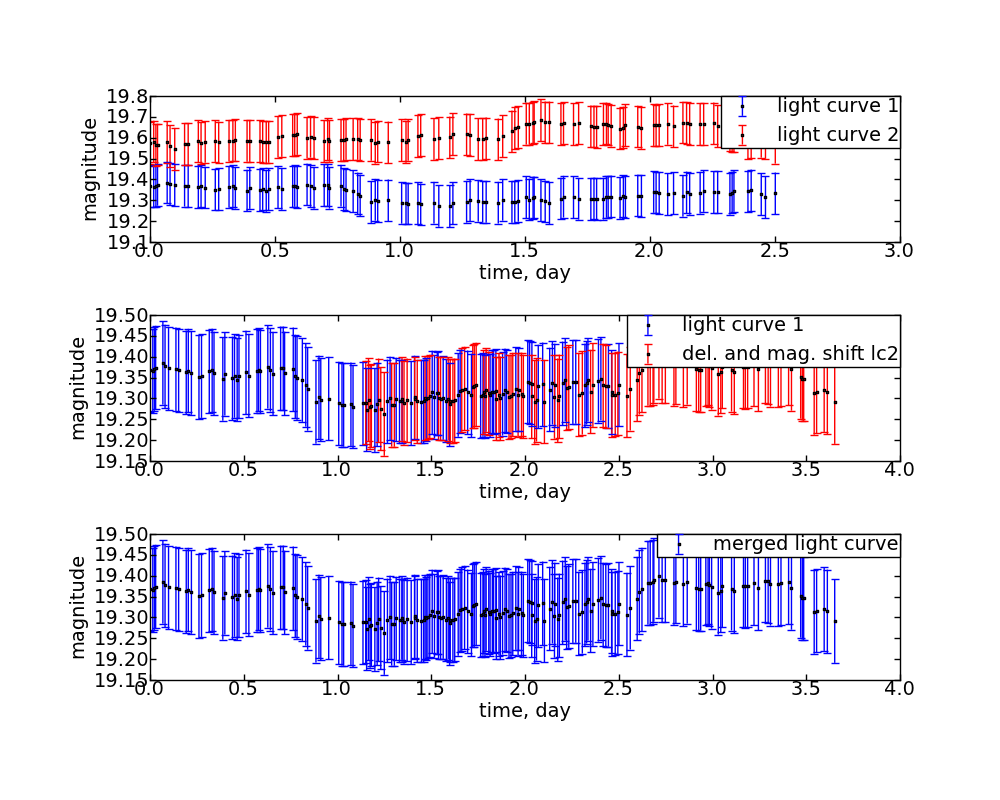 19.8
19.7
19.6
19.5
19.4
19.3
19.2
19.1
magnitude
light curve 1
light curve 2
0.0 0.5 1.0 1.5 2.0 2.5 3.0
time, day
19.50
19.45
19.40
19.35
19.30
19.25
19.20
19.15
magnitude
light curve 1
del. and mag. shift lc2
0.0 0.5 1.0 1.5 2.0 2.5 3.0 3.5 4.0
time, day
19.50
19.45
19.40
19.35
19.30
19.25
19.20
19.15
magnitude
merged light curve
0.0 0.5 1.0 1.5 2.0 2.5 3.0 3.5 4.0
time, day